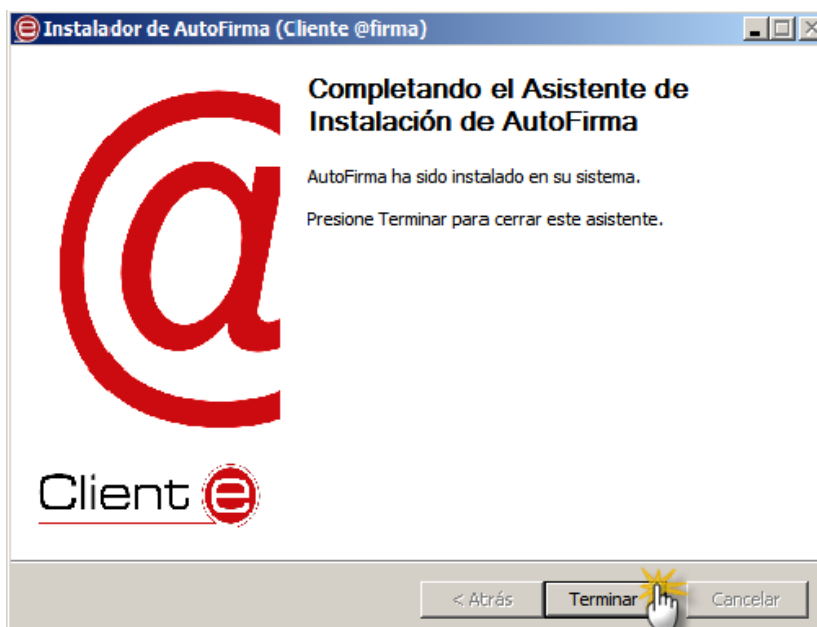 Instalador de AutoFirma (Cliente @firma)
Completando el Asistente de
Instalación de AutoFirma
AutoFirma ha sido instalado en su sistema.
Presione Terminar para cerrar este asistente.
@
Client e
< Atrás
Terminar
Cancelar